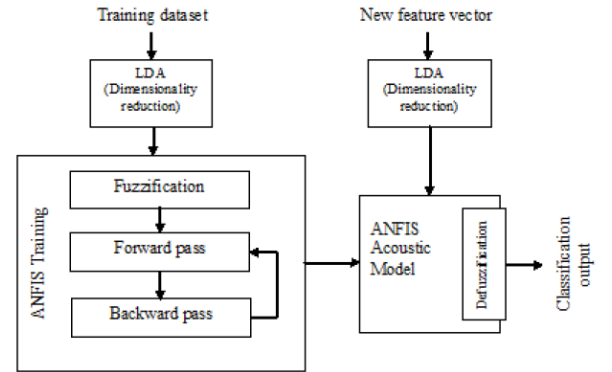 Training dataset
New feature vector
LDA
(Dimensionality
reduction)
LDA
(Dimensionality
reduction)
ANFIS Training
Fuzzification
Forward pass
Backward pass
ANFIS
Acoustic
Model
Defuzzification
Classification
output